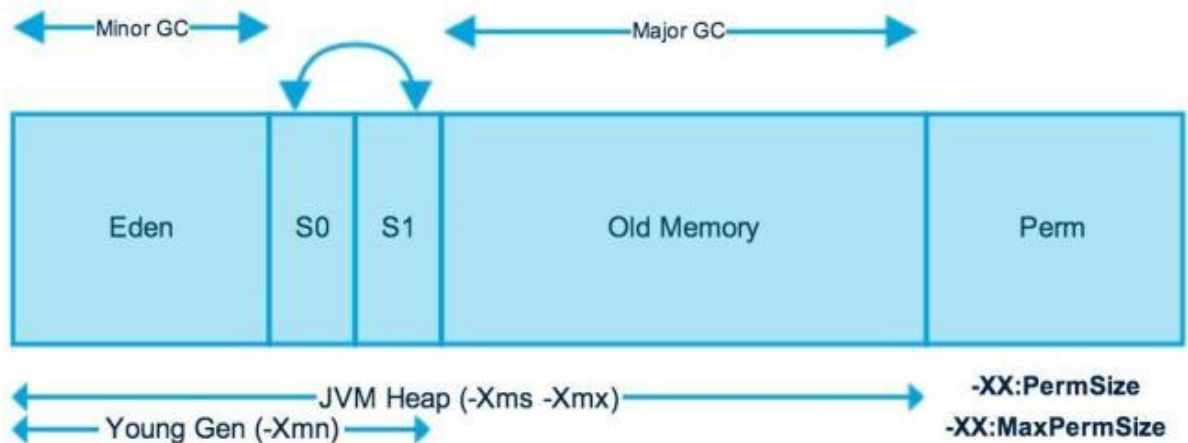 Minor GC
Major GC
Eden
S0
S1
Old Memory
Perm
JVM Heap (-Xms -Xmx)
-XX:PermSize
Young Gen (-Xmn)
-XX:MaxPermSize